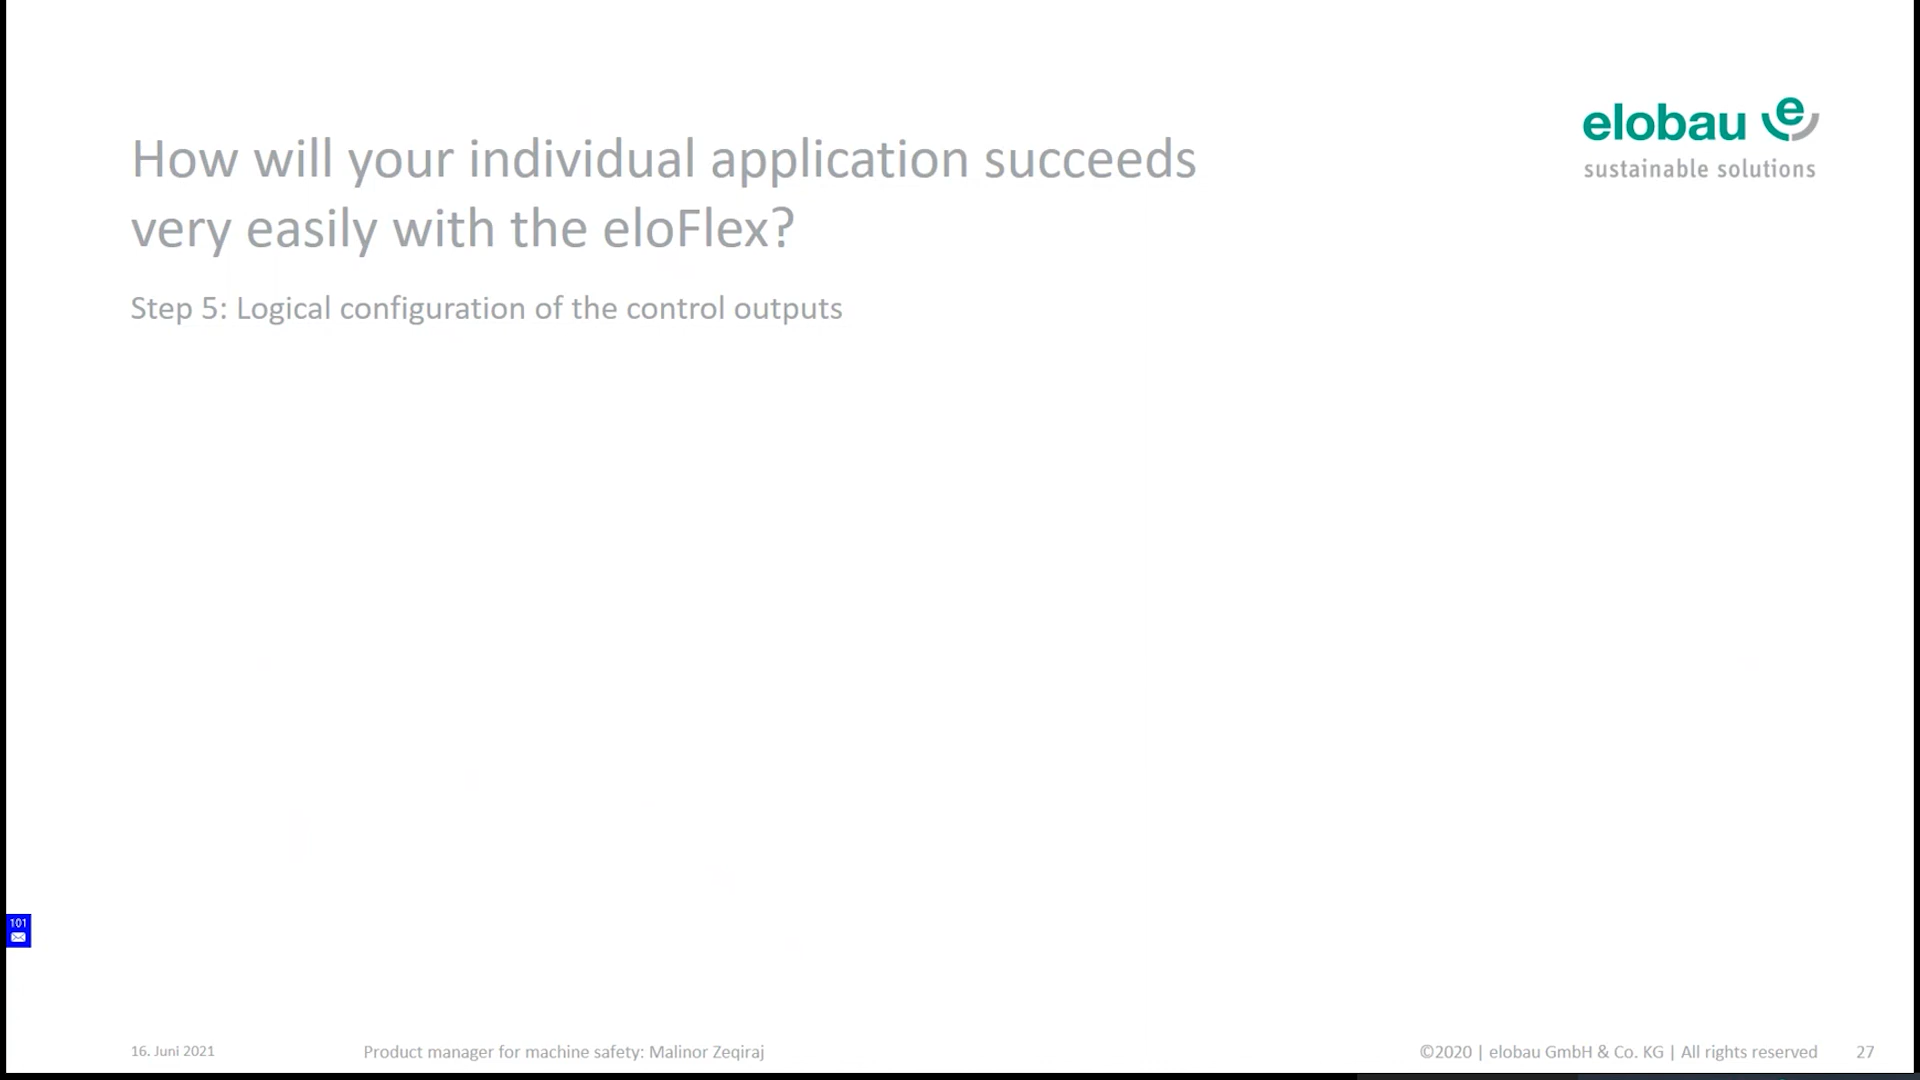 elobau e
sustainable solutions
How will your individual application succeeds
very easily with the eloFlex?
Step 5: Logical configuration of the control outputs
101
16. Juni 2021
Product manager for machine safety: Malinor Zeqiraj
©2020 | elobau GmbH & Co. KG | All rights reserved
27